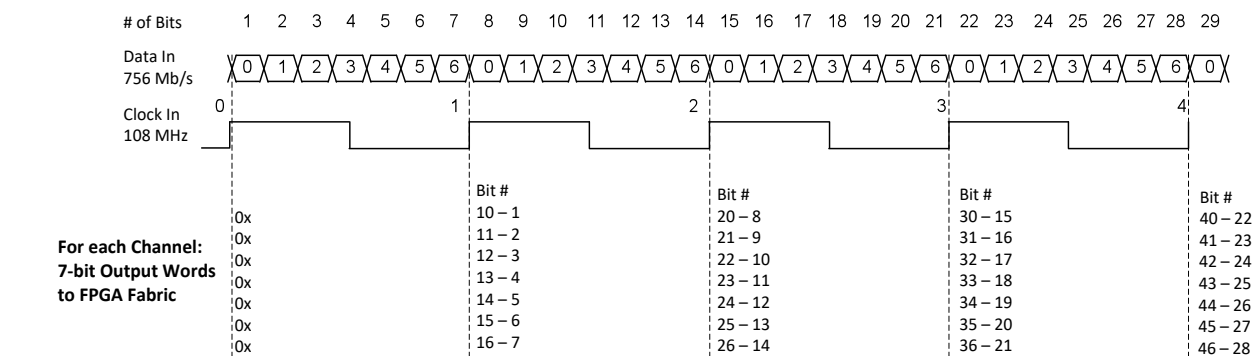 # of Bits 1 2 3 4 5 6 7 8 9 10 11 12 13 14 15 16 17 18 19 20 21 22 23 24 25 26 27 28 29
Data In
756 Mb/s
0 1 2 3 4 5 6 0 1 2 3 4 5 6 0 1 2 3 4 5 6 0 1 2 3 4 5 6 0
0 1 2 3 4
Clock In
108 MHz
For each Channel:
7-bit Output Words
to FPGA Fabric
0x
0x
0x
0x
0x
0x
0x
Bit #
10 – 1
11 – 2
12 – 3
13 – 4
14 – 5
15 – 6
16 – 7
Bit #
20 – 8
21 – 9
22 – 10
23 – 11
24 – 12
25 – 13
26 – 14
Bit #
30 – 15
31 – 16
32 – 17
33 – 18
34 – 19
35 – 20
36 – 21
Bit #
40 – 22
41 – 23
42 – 24
43 – 25
44 – 26
45 – 27
46 – 28